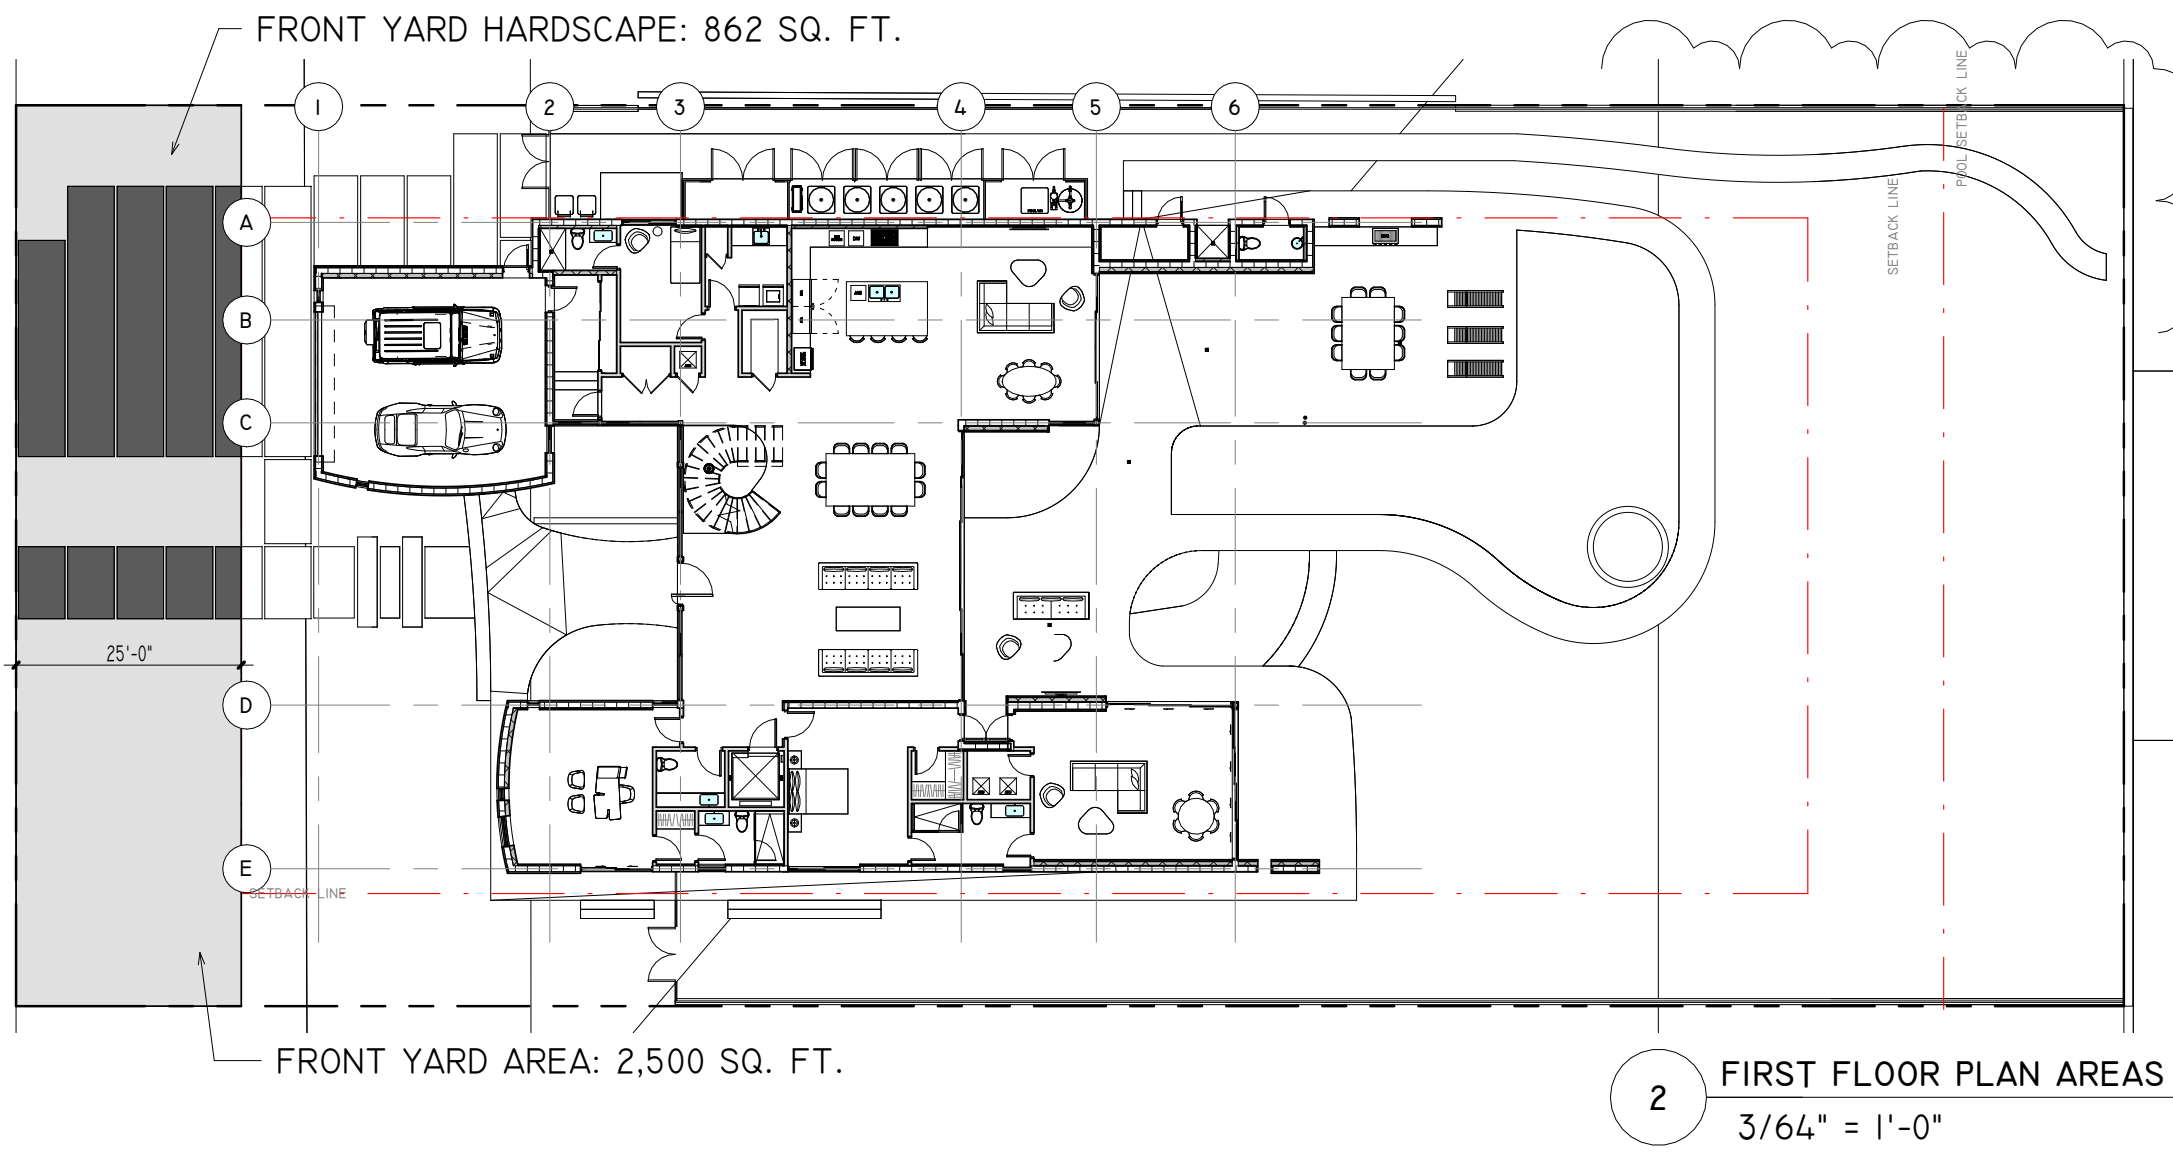 FRONT YARD HARDSCAPE: 862 SQ. FT.
1
2
3
4
5
6
POOL SETBACK LINE
SETBACK LINE
A
B
C
25'-0"
D
E
SETBACK LINE
FRONT YARD AREA: 2,500 SQ. FT.
2
FIRST FLOOR PLAN AREAS
3/64" = 1'-0"